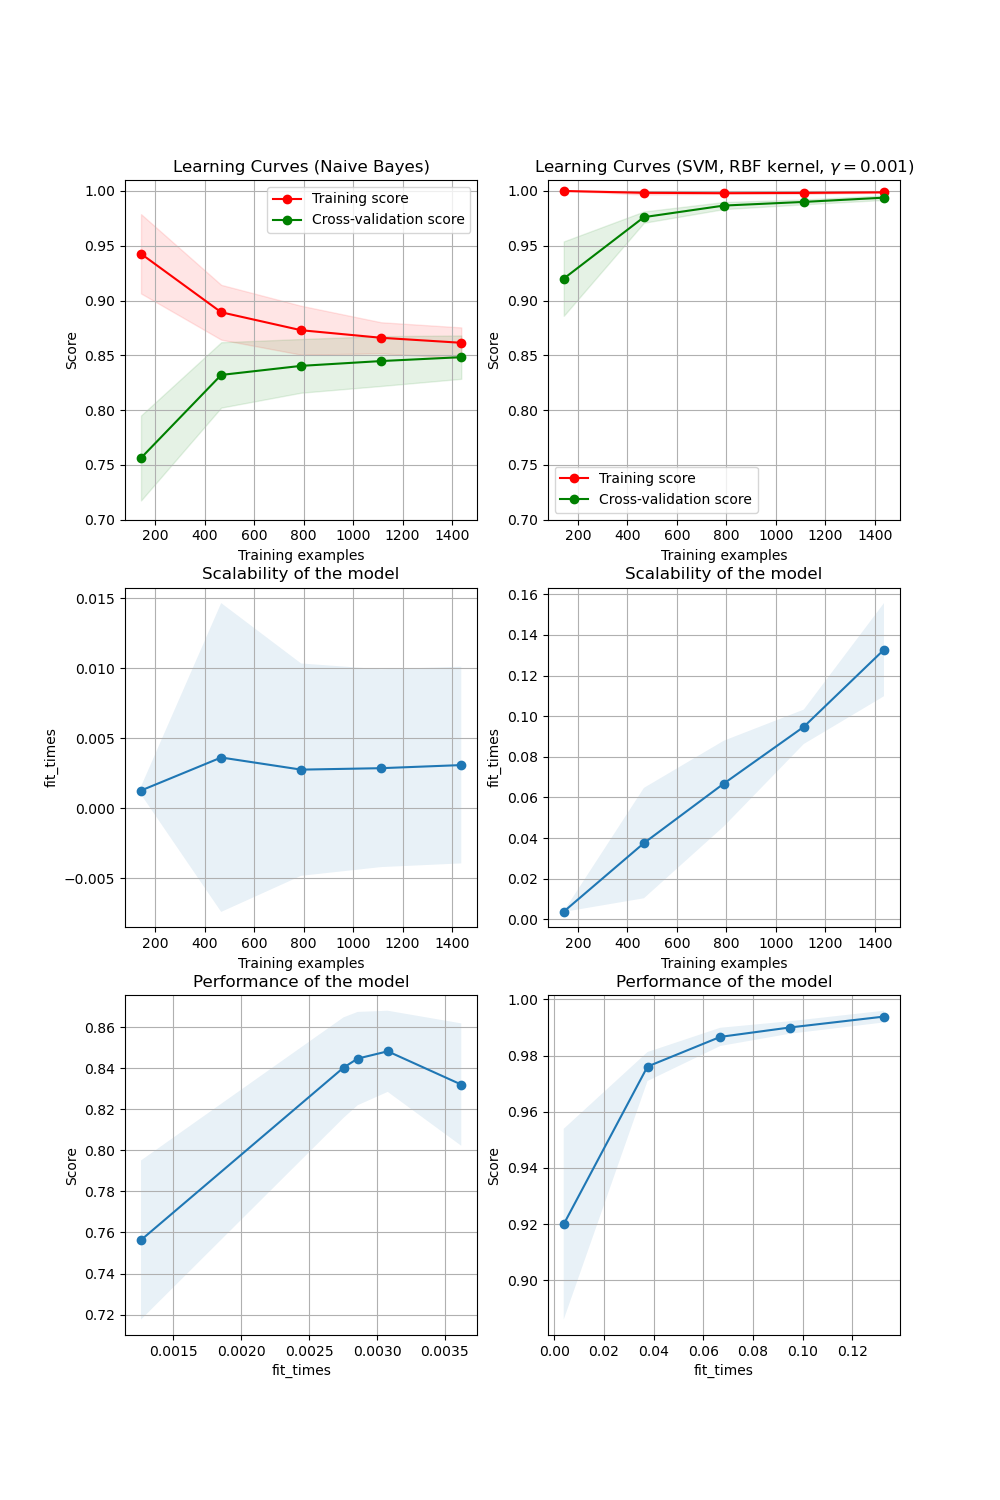 Learning Curves (Naive Bayes)
1.00
0.95
0.90
0.85
0.80
0.75
0.70
Score
Training score
Cross-validation score
200 400 600 800 1000 1200 1400
Training examples
Learning Curves (SVM, RBF kernel, γ = 0.001)
1.00
0.95
0.90
0.85
0.80
0.75
0.70
Score
Training score
Cross-validation score
200 400 600 800 1000 1200 1400
Training examples
Scalability of the model
0.015
0.010
0.005
0.000
−0.005
fit_times
200 400 600 800 1000 1200 1400
Training examples
Scalability of the model
0.16
0.14
0.12
0.10
0.08
0.06
0.04
0.02
0.00
fit_times
200 400 600 800 1000 1200 1400
Training examples
Performance of the model
0.86
0.84
0.82
0.80
0.78
0.76
0.74
0.72
Score
0.0015 0.0020 0.0025 0.0030 0.0035
fit_times
Performance of the model
1.00
0.98
0.96
0.94
0.92
0.90
Score
0.00 0.02 0.04 0.06 0.08 0.10 0.12
fit_times